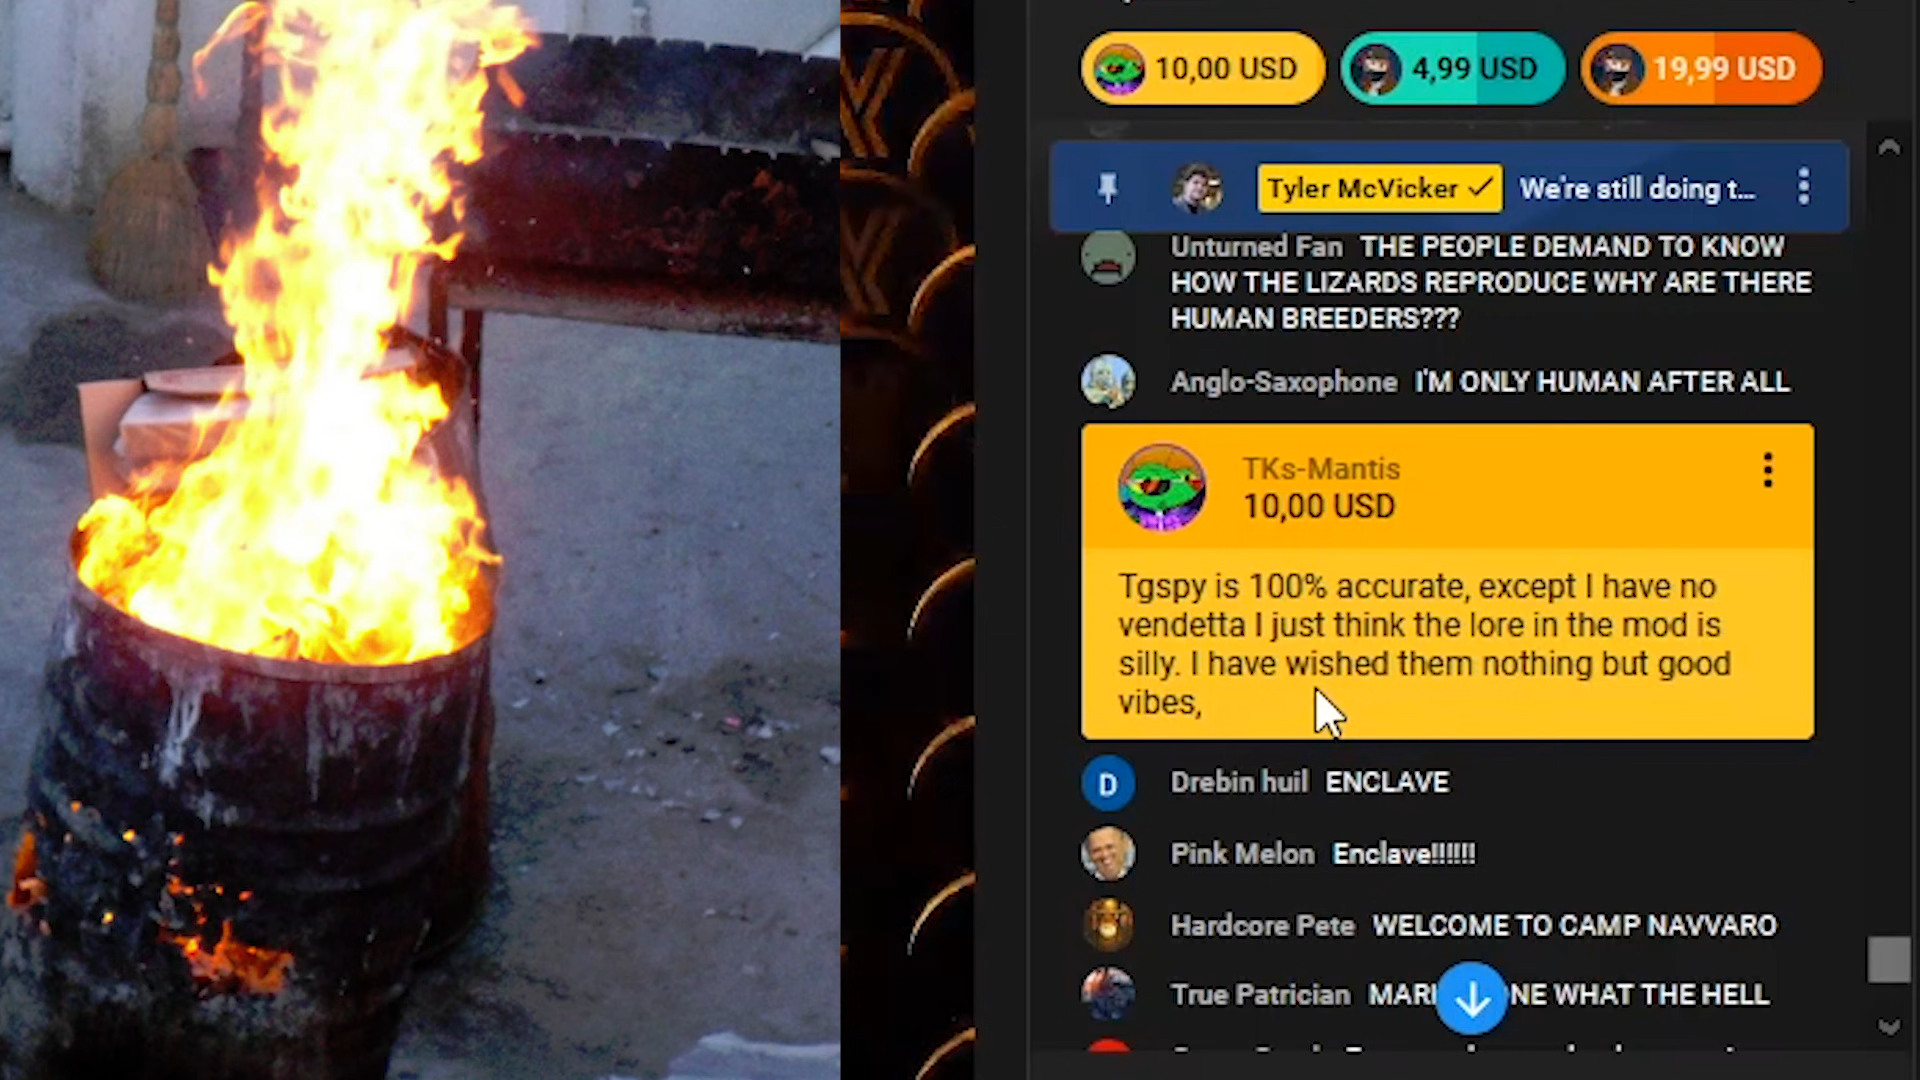 10,00 USD
4,99 USD
19,99 USD
Tyler McVicker ✓ We're still doing t...
Unturned Fan THE PEOPLE DEMAND TO KNOW
HOW THE LIZARDS REPRODUCE WHY ARE THERE
HUMAN BREEDERS???
Anglo-Saxophone I'M ONLY HUMAN AFTER ALL
TKs-Mantis
10,00 USD
Tgspy is 100% accurate, except I have no
vendetta I just think the lore in the mod is
silly. I have wished them nothing but good
vibes,
D
Drebin huil ENCLAVE
Pink Melon Enclave!!!!!!
Hardcore Pete WELCOME TO CAMP NAVVARO
True Patrician WHAT THE HELL